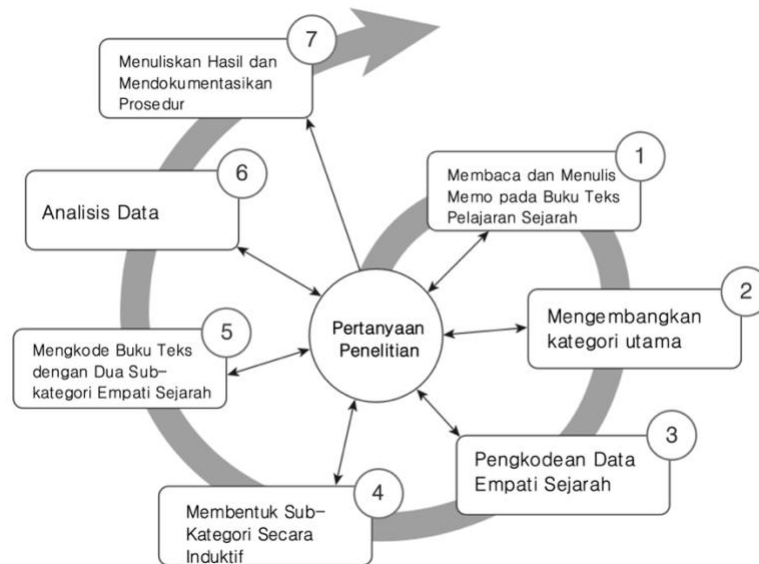 1
Membaca dan Menulis
Memo pada Buku Teks
Pelajaran Sejarah
2
Mengembangkan
kategori utama
3
Pengkodean Data
Empati Sejarah
4
Membentuk Sub-
Kategori Secara
Induktif
5
Mengkode Buku Teks
dengan Dua Sub-
kategori Empati Sejarah
6
Analisis Data
7
Menuliskan Hasil dan
Mendokumentasikan
Prosedur
Pertanyaan
Penelitian